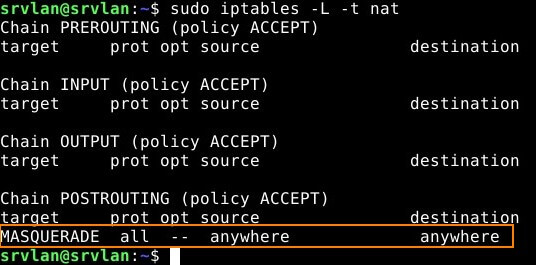 srvlan@srvlan:~$ sudo iptables -L -t nat
Chain PREROUTING (policy ACCEPT)
target     prot opt source               destination

Chain INPUT (policy ACCEPT)
target     prot opt source               destination

Chain OUTPUT (policy ACCEPT)
target     prot opt source               destination

Chain POSTROUTING (policy ACCEPT)
target     prot opt source               destination
MASQUERADE  all  --  anywhere             anywhere
srvlan@srvlan:~$